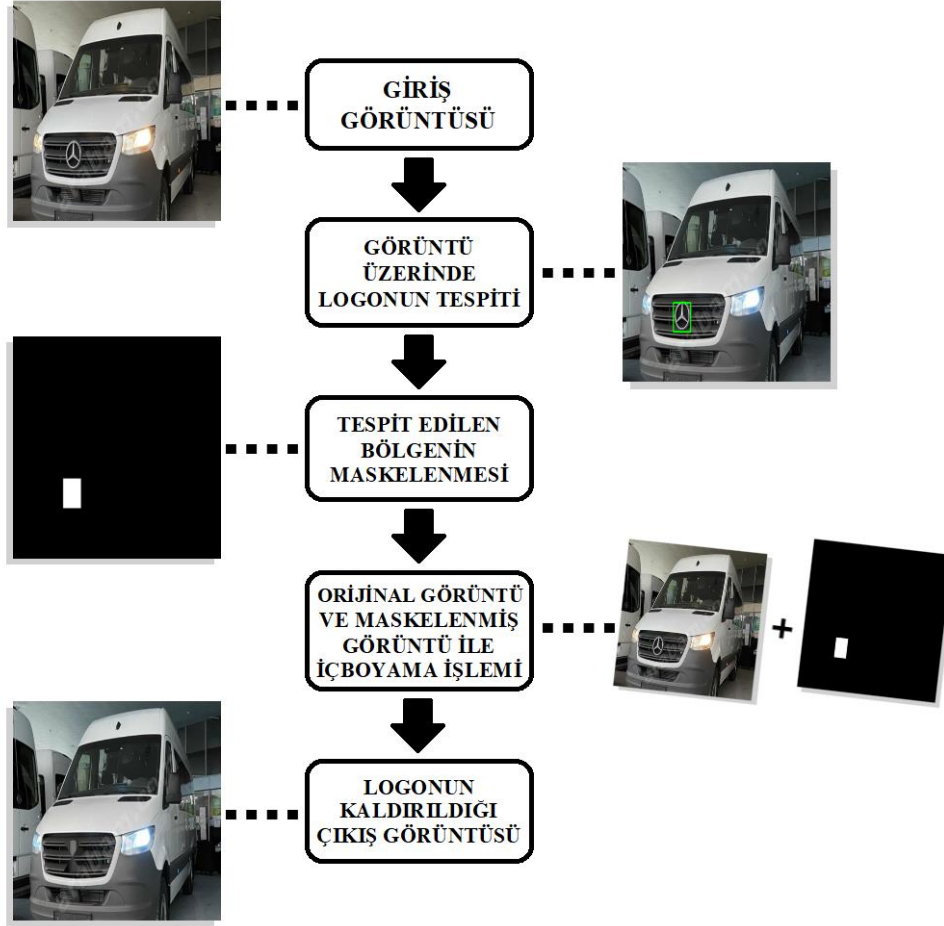 GİRİŞ
GÖRÜNTÜSÜ
GÖRÜNTÜ
ÜZERİNDE
LOGONUN TESPİTİ
TESPİT EDİLEN
BÖLGENİN
MASKELENMESİ
ORİJİNAL GÖRÜNTÜ
VE MASKELENMİŞ
GÖRÜNTÜ İLE
İÇBOYAMA İŞLEMİ
+
LOGONUN
KALDIRILDIĞI
ÇIKIŞ GÖRÜNTÜSÜ